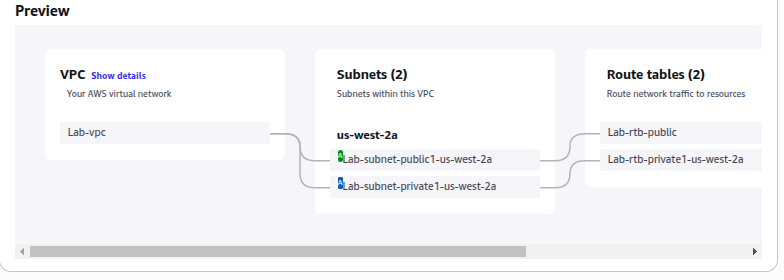 Preview
VPC Show details
Your AWS virtual network
Lab-vpc
Subnets (2)
Subnets within this VPC
us-west-2a
Lab-subnet-public1-us-west-2a
Lab-subnet-private1-us-west-2a
Route tables (2)
Route network traffic to resources
Lab-rtb-public
Lab-rtb-private1-us-west-2a